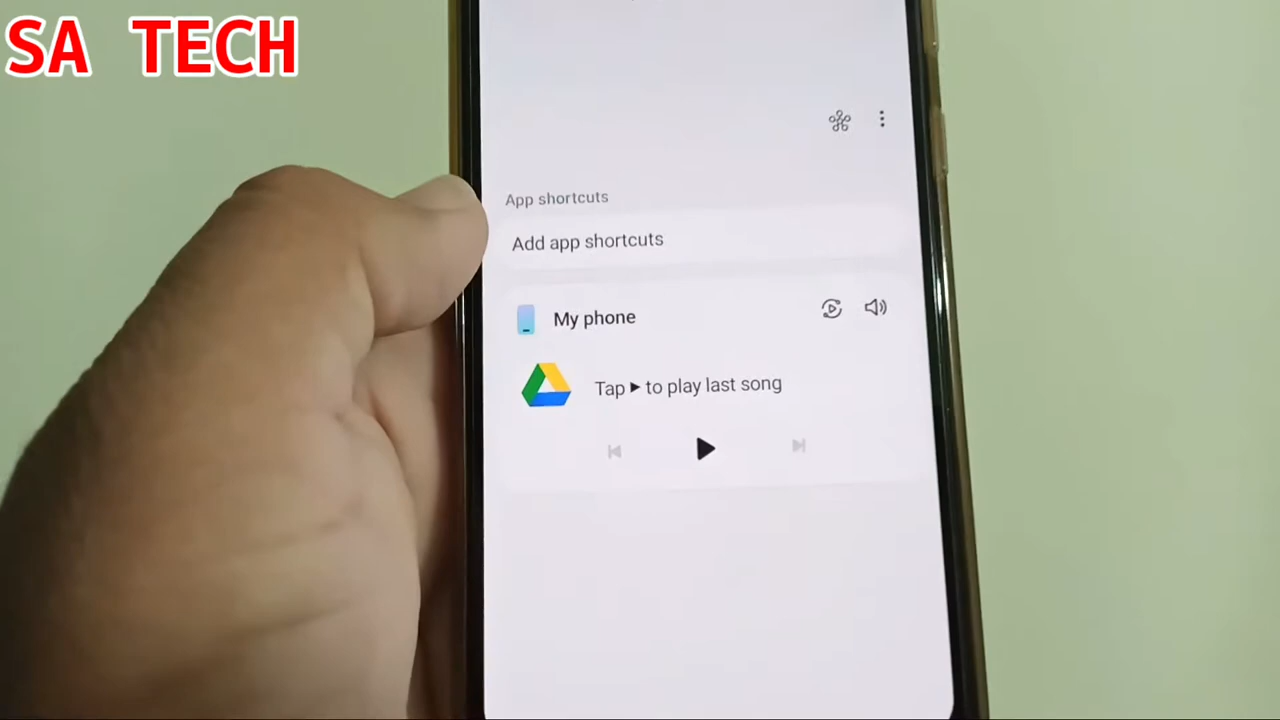 SA TECH
App shortcuts
Add app shortcuts
My phone
Tap ▶ to play last song